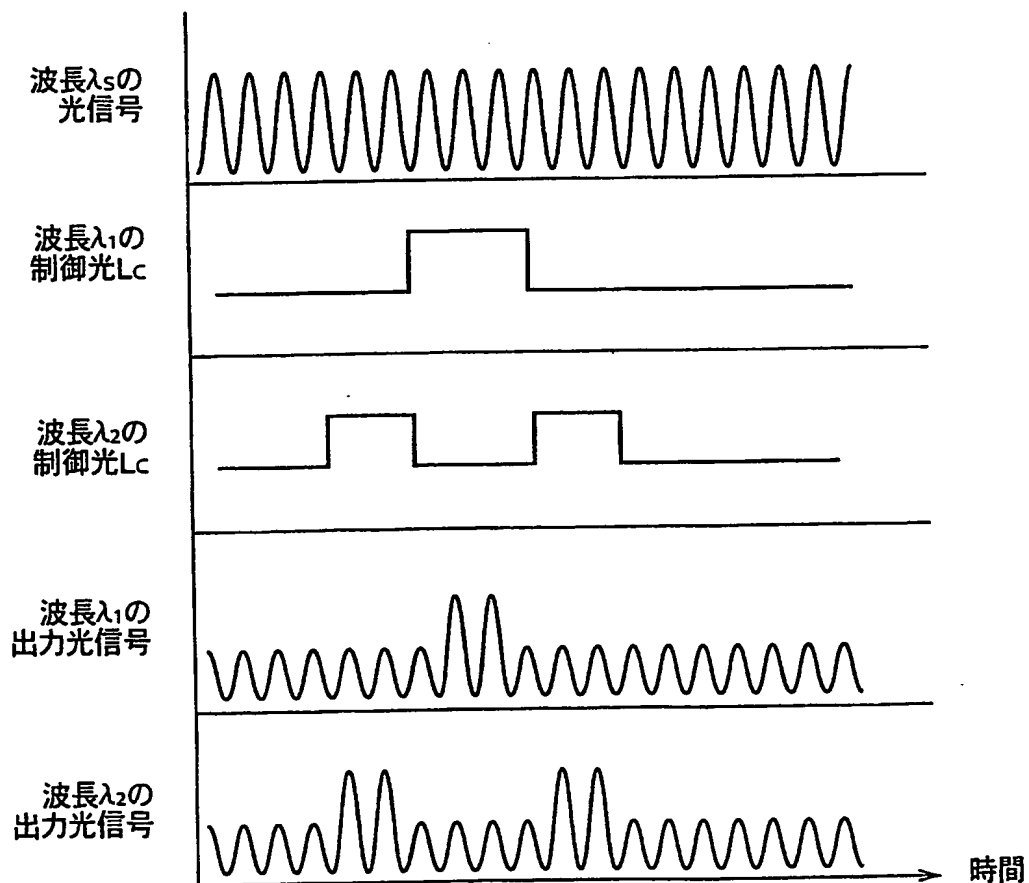 波長λsの
光信号
波長λ1の
制御光Lc
波長λ2の
制御光Lc
波長λ1の
出力光信号
波長λ2の
出力光信号
時間